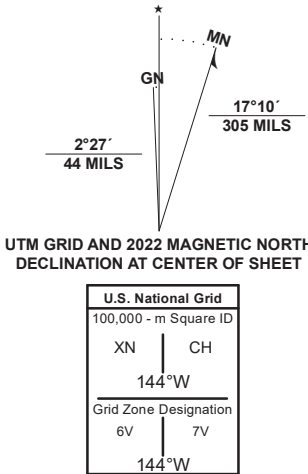 ★
MN
GN
17°10´
305 MILS
2°27´
44 MILS
UTM GRID AND 2022 MAGNETIC NORTH
DECLINATION AT CENTER OF SHEET
U.S. National Grid
100,000 - m Square ID
XN CH
144°W
Grid Zone Designation
6V 7V
144°W